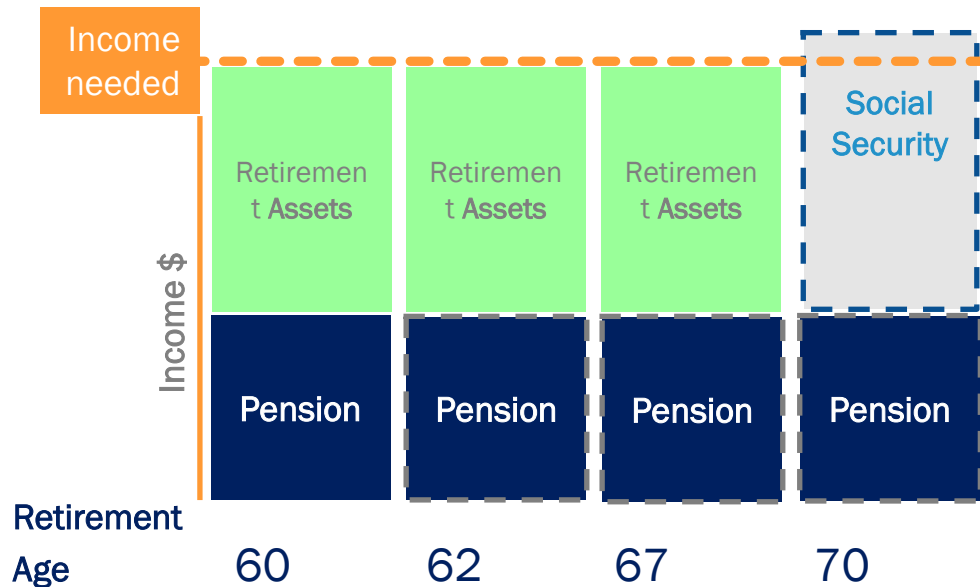 Income
needed
Social
Security
Retiremen
t Assets
Retiremen
t Assets
Retiremen
t Assets
Income $
Pension
Pension
Pension
Pension
Retirement
Age
60
62
67
70